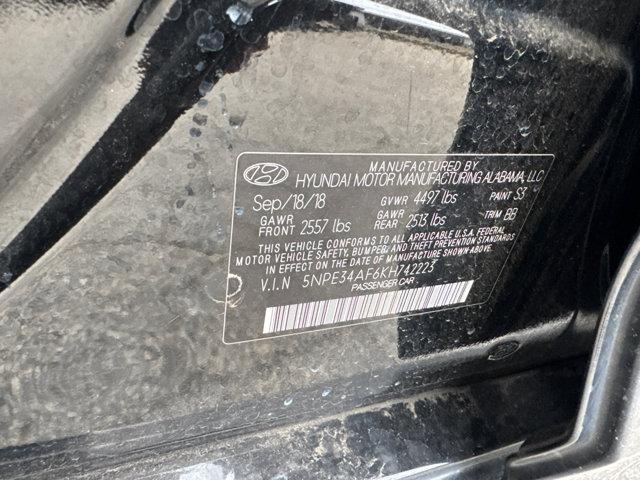 MANUFACTURED BY
HYUNDAI MOTOR MANUFACTURING ALABAMA, LLC
Sep/18/18 GVWR 4497 lbs PAINT S3
GAWR FRONT 2557 lbs GAWR REAR 2513 lbs TRIM BB
THIS VEHICLE CONFORMS TO ALL APPLICABLE U.S.A. FEDERAL
MOTOR VEHICLE SAFETY, BUMPER, AND THEFT PREVENTION STANDARDS
IN EFFECT ON THE DATE OF MANUFACTURE SHOWN ABOVE.
V.I.N 5NPE34AF6KH742223
PASSENGER CAR